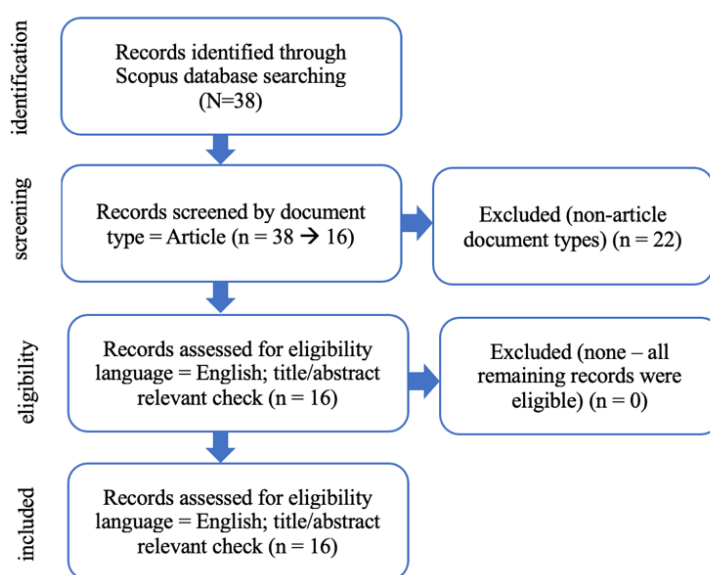 identification
Records identified through
Scopus database searching
(N=38)
screening
Records screened by document
type = Article (n = 38 → 16)
Excluded (non-article
document types) (n = 22)
eligibility
Records assessed for eligibility
language = English; title/abstract
relevant check (n = 16)
Excluded (none – all
remaining records were
eligible) (n = 0)
included
Records assessed for eligibility
language = English; title/abstract
relevant check (n = 16)